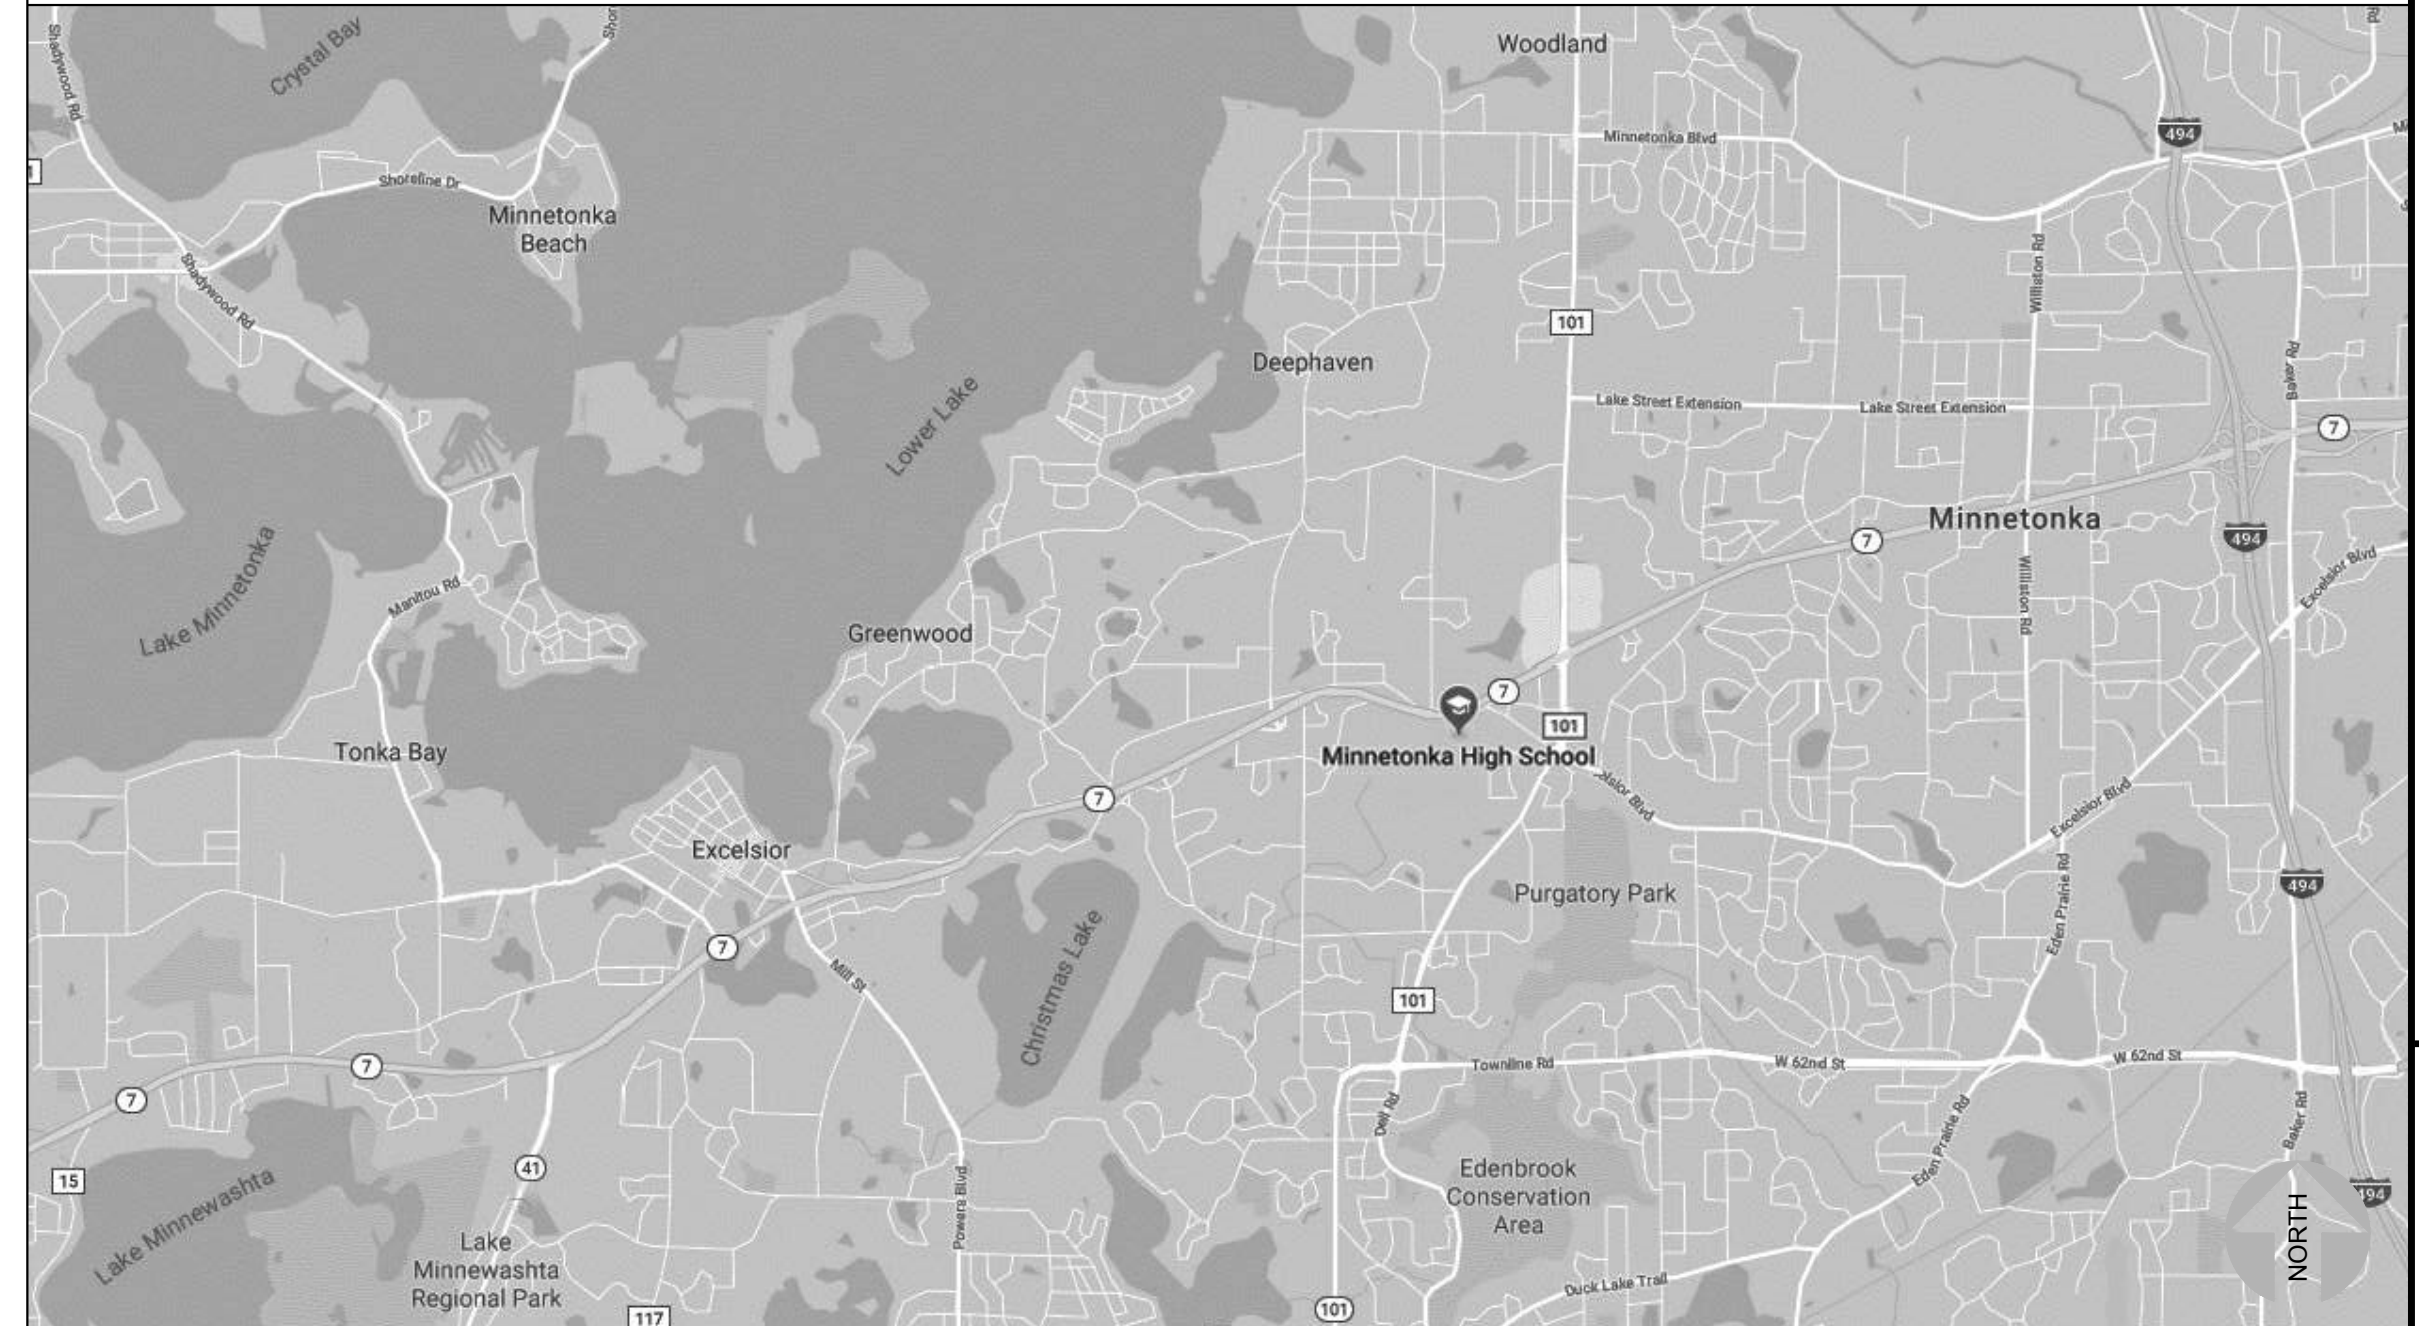 Shadywood Rd
Crystal Bay
Shor
Woodland
Rd
Minnetonka Blvd
494
Shoreline Dr
Minnetonka
Beach
Shadywood Rd
Williston Rd
101
Deephaven
Baker Rd
Lower Lake
Lake Street Extension
Lake Street Extension
7
Minnetonka
7
494
Lake Minnetonka
Manitou Rd
Williston Rd
Excelsior Blvd
Greenwood
7
101
Tonka Bay
Minnetonka High School
7
elsior Blvd
Excelsior Blvd
Excelsior
Eden Prairie Rd
494
Purgatory Park
Christmas Lake
7
Mill St
101
7
Townline Rd
W 62nd St
W 62nd St
7
Dell Rd
Eden Prairie Rd
Baker Rd
15
41
Edenbrook
Conservation
Area
494
Lake Minnewashta
Powers Blvd
NORTH
Lake
Minnewashta
Regional Park
Duck Lake Trail
117
101